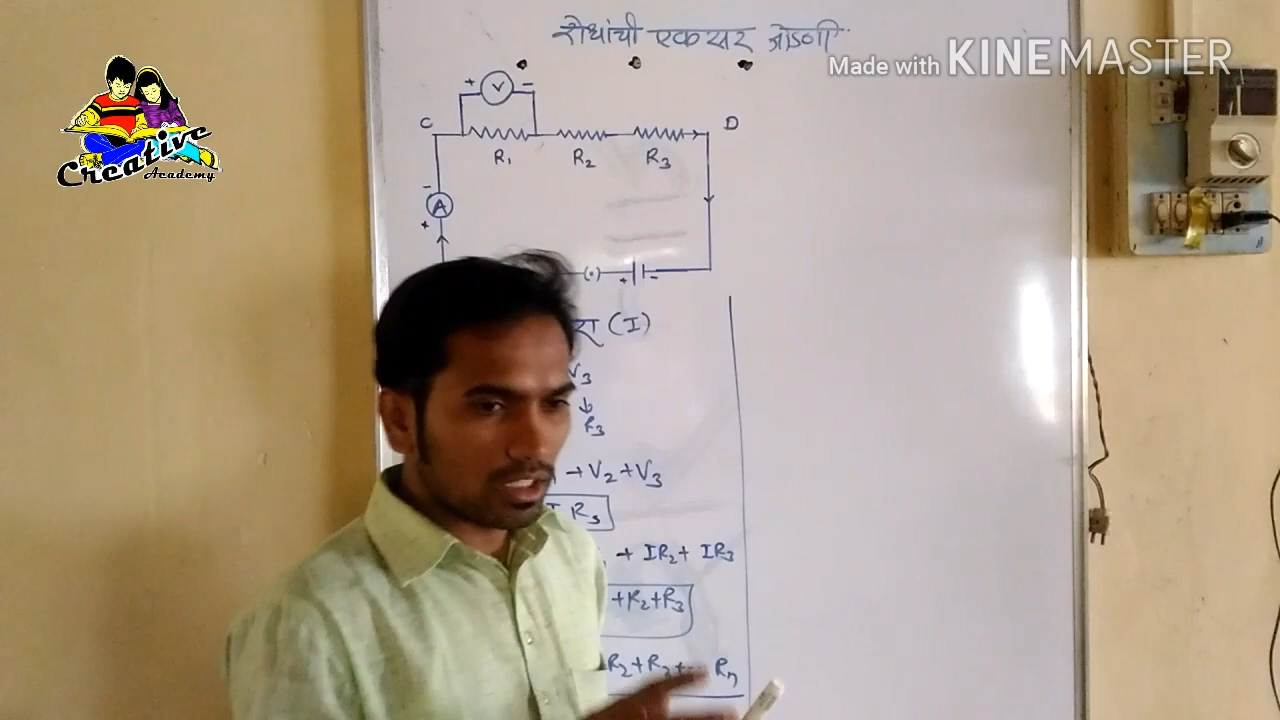 रोधांची एकसर जोडणी
Made with KINEMASTER
Creative
Academy
+ V -
C D
R₁ R₂ R₃
-
A
+
(·) + -
(I)
V₃
↓
R₃
+ V₂ + V₃
I R₃
+ IR₂ + IR₃
+ R₂ + R₃
R₂ + R₃ + ... Rₙ